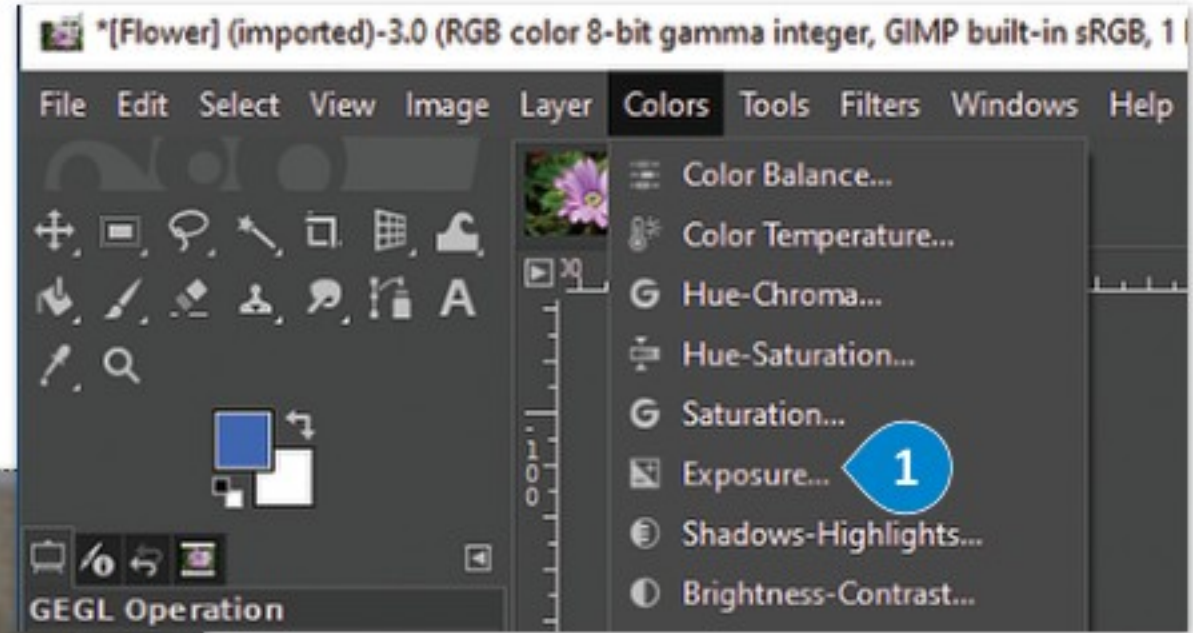 *[Flower] (imported)-3.0 (RGB color 8-bit gamma integer, GIMP built-in sRGB, 1
File Edit Select View Image Layer Colors Tools Filters Windows Help
Color Balance...
Color Temperature...
Hue-Chroma...
Hue-Saturation...
Saturation...
Exposure... 1
Shadows-Highlights...
Brightness-Contrast...
100
GEGL Operation